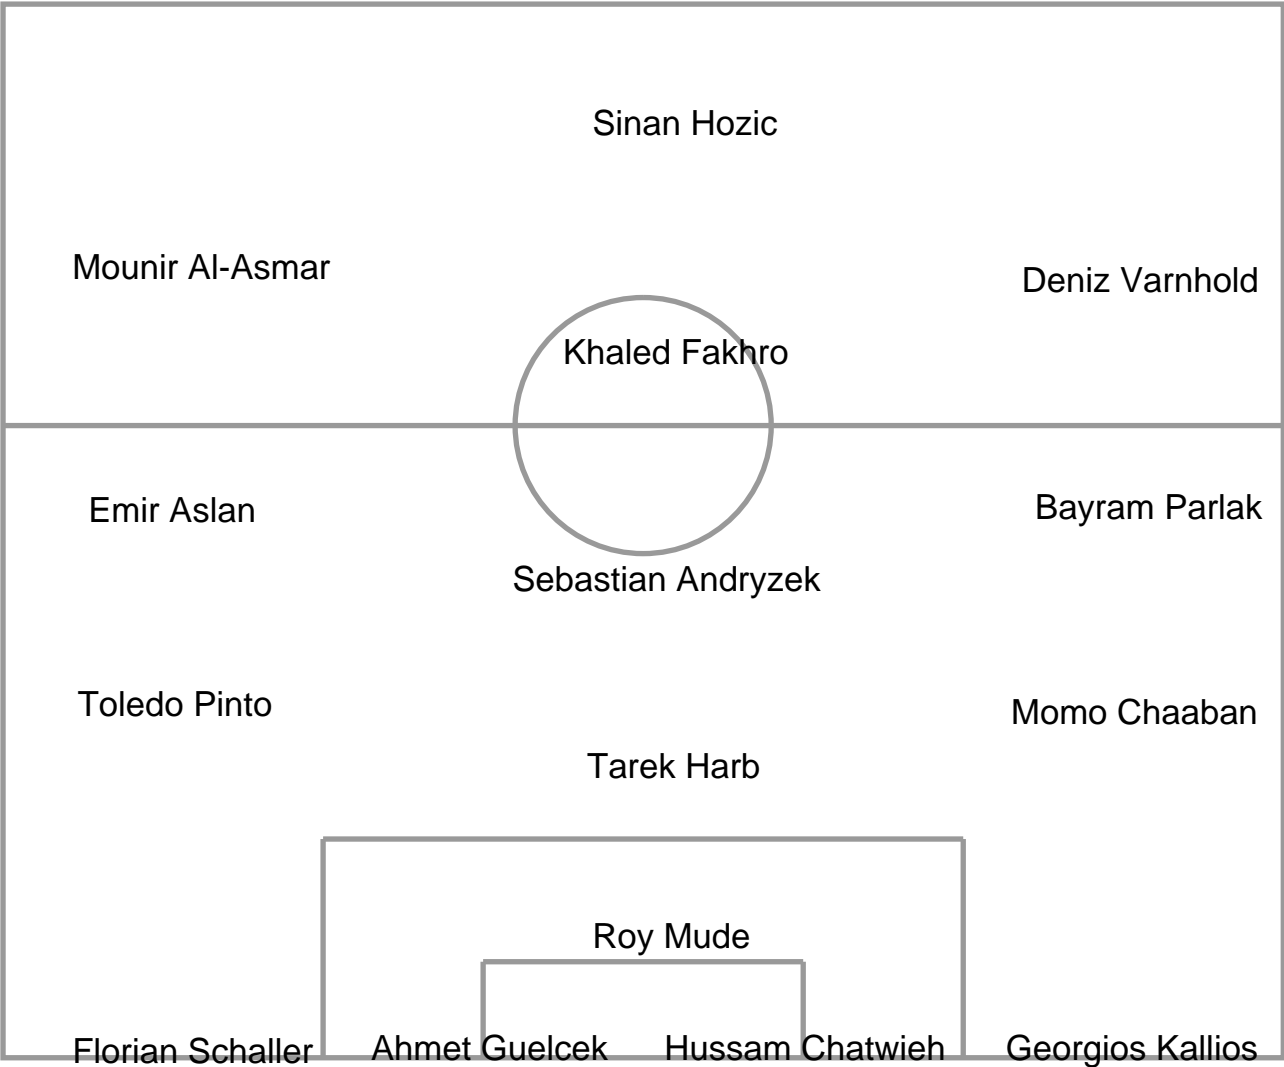 Sinan Hozic
Mounir Al-Asmar
Deniz Varnhold
Khaled Fakhro
Emir Aslan
Bayram Parlak
Sebastian Andryzek
Toledo Pinto
Momo Chaaban
Tarek Harb
Roy Mude
Florian Schaller
Ahmet Guelcek
Hussam Chatwieh
Georgios Kallios